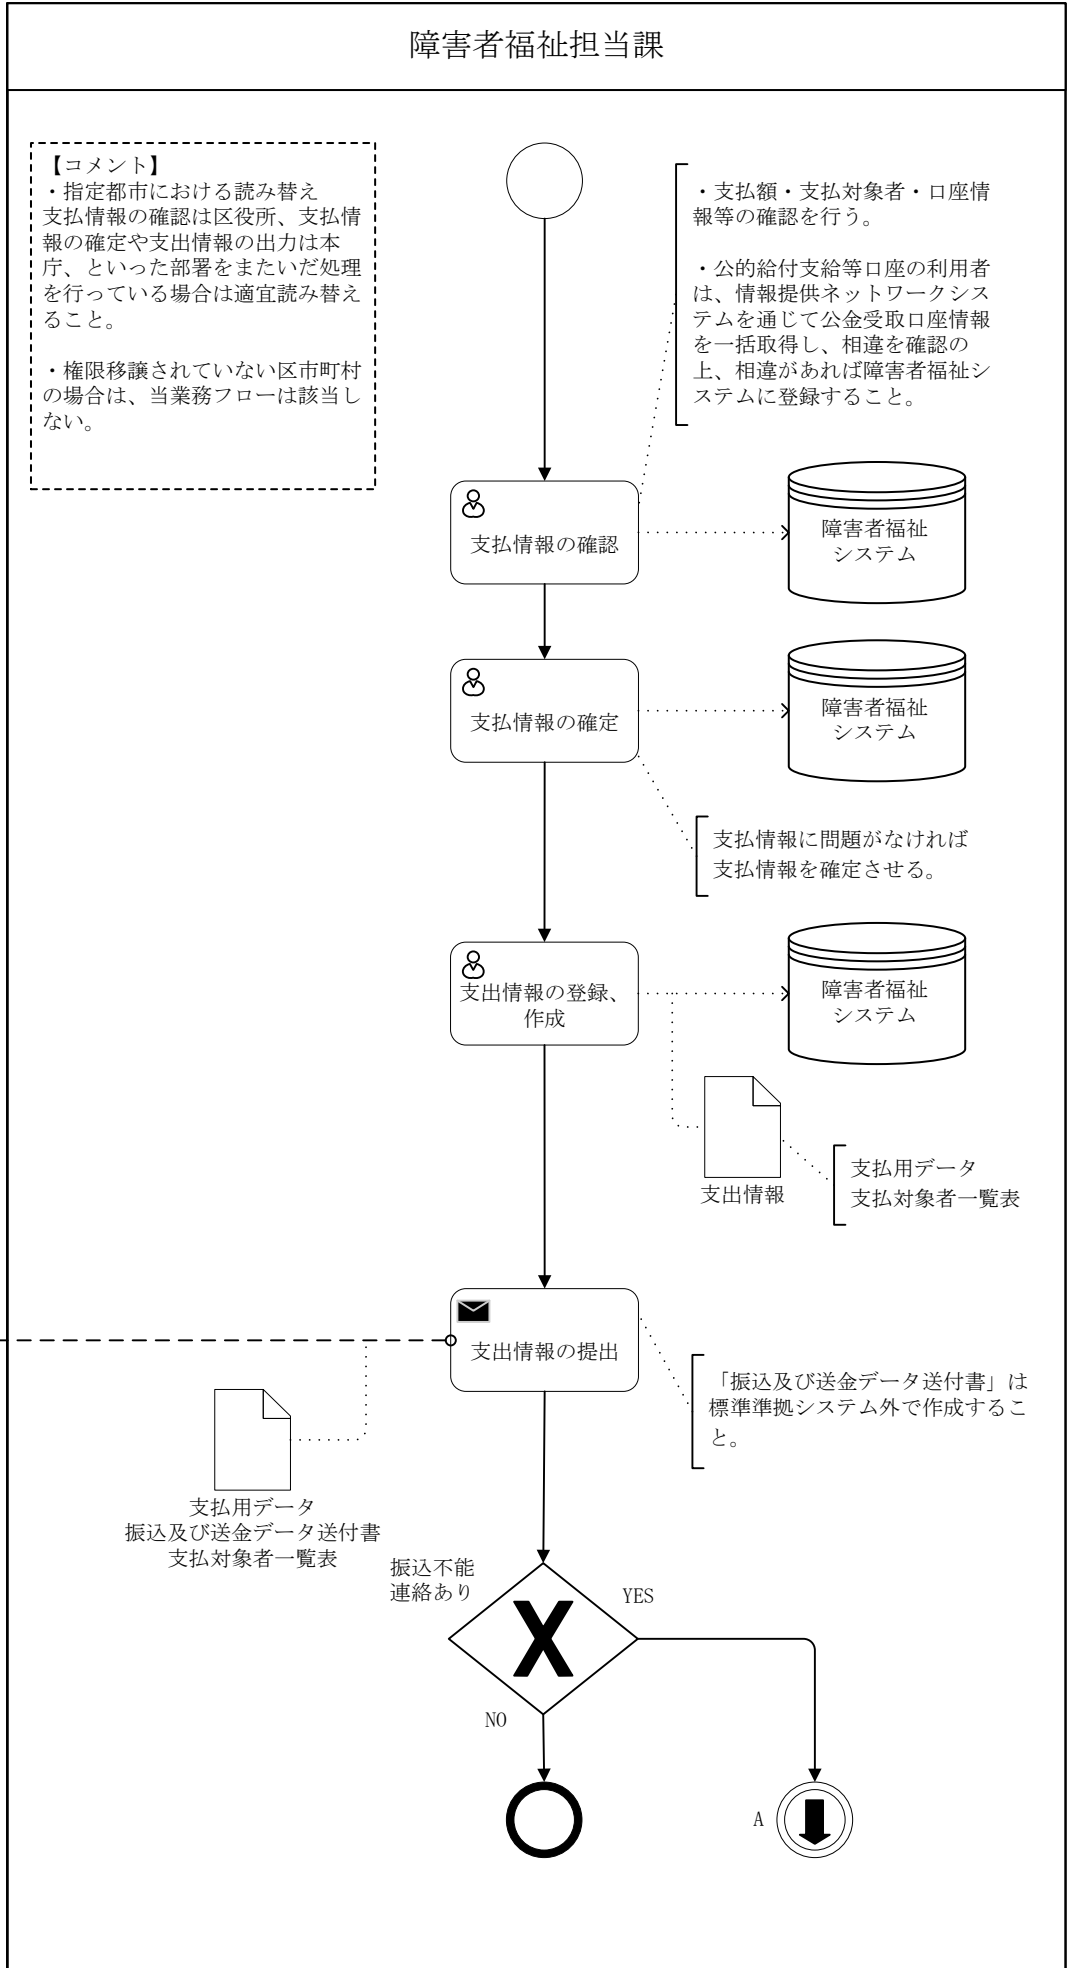 障害者福祉担当課
【コメント】
・指定都市における読み替え
支払情報の確認は区役所、支払情
報の確定や支出情報の出力は本
庁、といった部署をまたいだ処理
を行っている場合は適宜読み替え
ること。
・権限移譲されていない区市町村
の場合は、当業務フローは該当し
ない。
・支払額・支払対象者・口座情
報等の確認を行う。
・公的給付支給等口座の利用者
は、情報提供ネットワークシス
テムを通じて公金受取口座情報
を一括取得し、相違を確認の
上、相違があれば障害者福祉シ
ステムに登録すること。
支払情報の確認
障害者福祉
システム
支払情報の確定
障害者福祉
システム
支払情報に問題がなければ
支払情報を確定させる。
支出情報の登録、
作成
障害者福祉
システム
支出情報
支払用データ
支払対象者一覧表
支出情報の提出
「振込及び送金データ送付書」は
標準準拠システム外で作成するこ
と。
支払用データ
振込及び送金データ送付書
支払対象者一覧表
振込不能
連絡あり
YES
NO
A